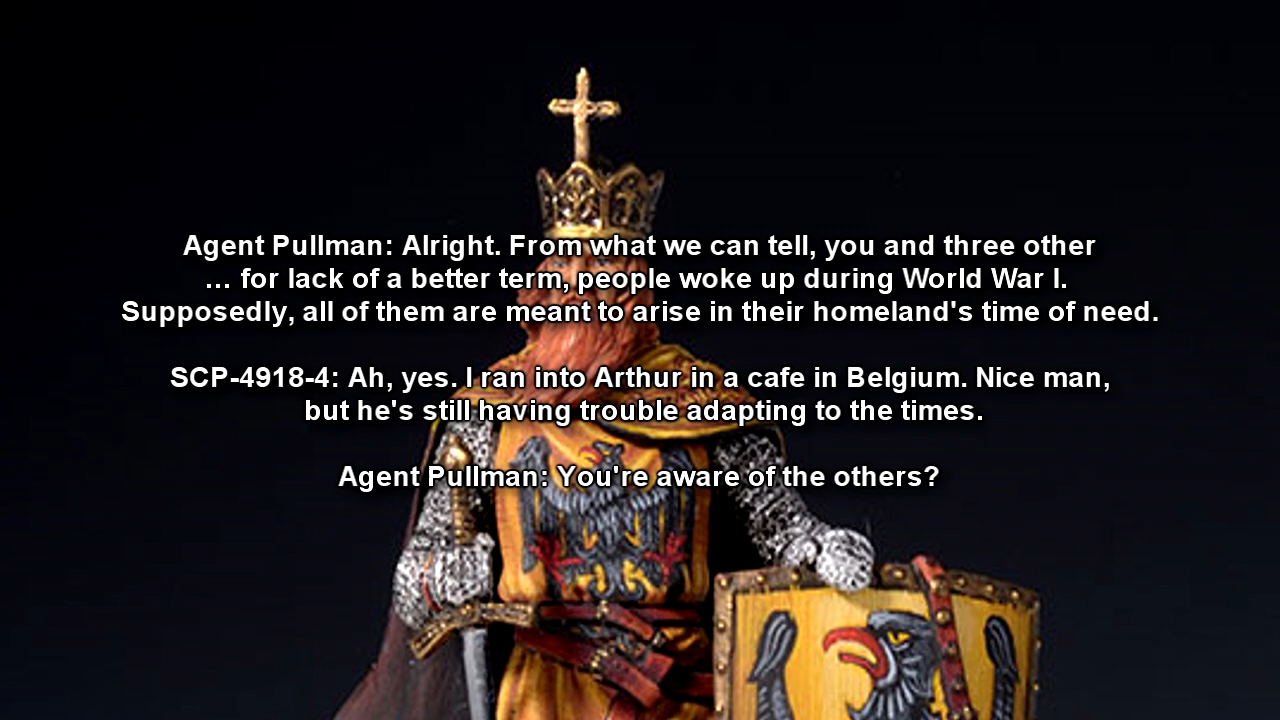 Agent Pullman: Alright. From what we can tell, you and three other
... for lack of a better term, people woke up during World War I.
Supposedly, all of them are meant to arise in their homeland's time of need.
SCP-4918-4: Ah, yes. I ran into Arthur in a cafe in Belgium. Nice man,
but he's still having trouble adapting to the times.
Agent Pullman: You're aware of the others?